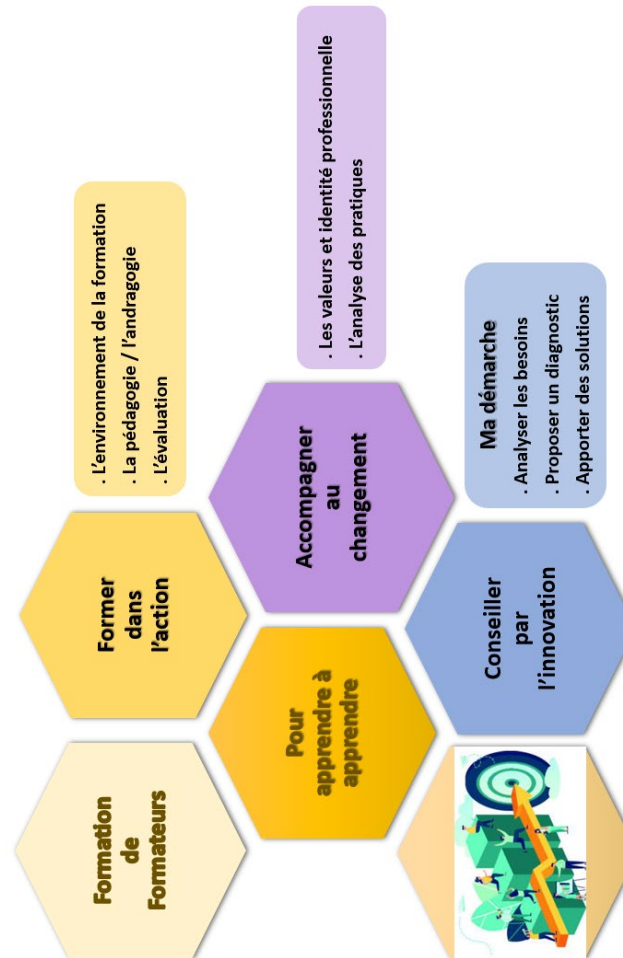 Formation
de
Formateurs
Former
dans
l'action
. L'environnement de la formation
. La pédagogie / l'andragogie
. L'évaluation
Pour
apprendre à
apprendre
Accompagner
au
changement
. Les valeurs et identité professionnelle
. L'analyse des pratiques
Conseiller
par
l'innovation
Ma démarche
. Analyser les besoins
. Proposer un diagnostic
. Apporter des solutions